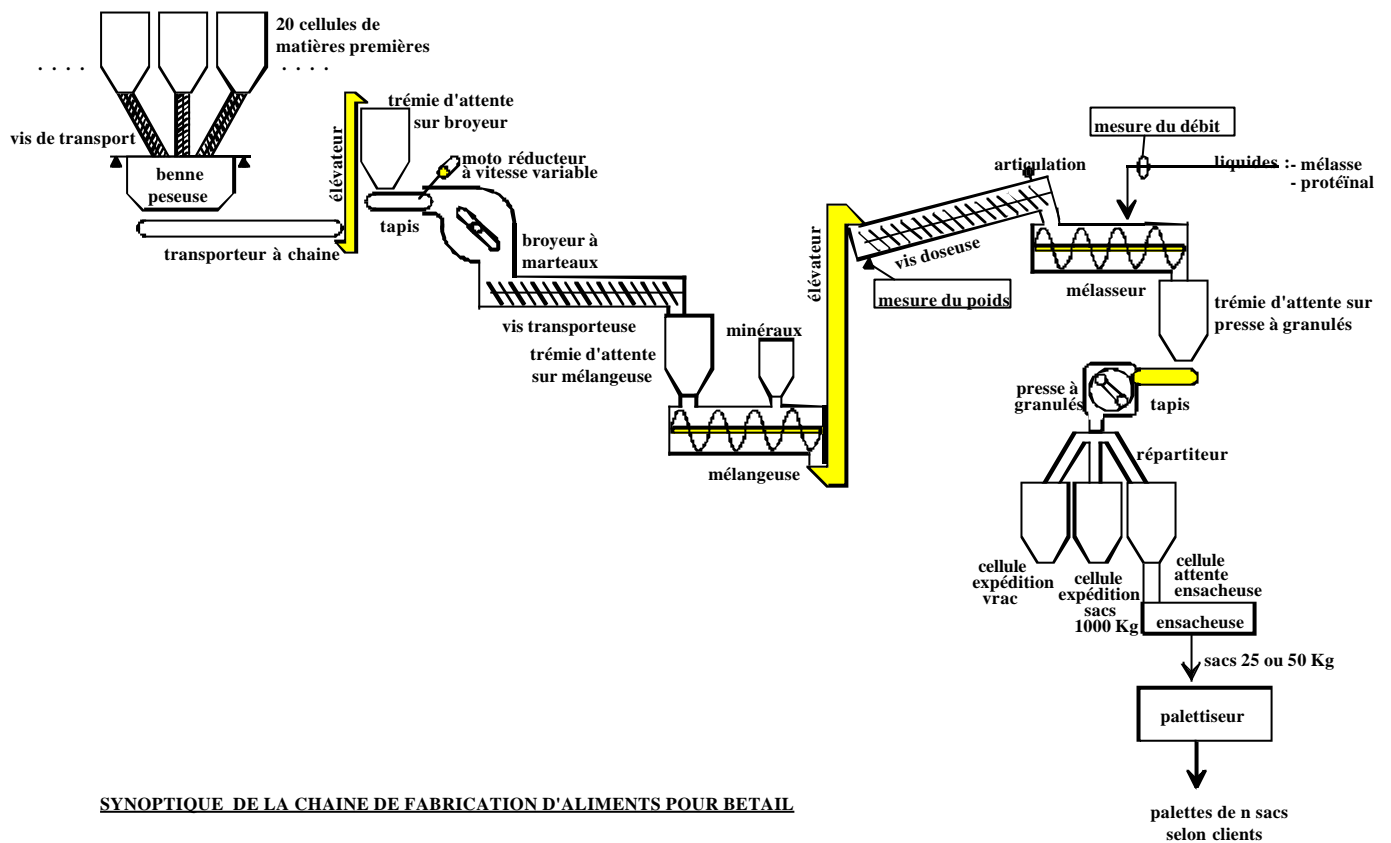 20 cellules de
matières premières
. . . .
. . . .
vis de transport
benne
peseuse
transporteur à chaine
élévateur
trémie d'attente
sur broyeur
moto réducteur
à vitesse variable
tapis
broyeur à
marteaux
vis transporteuse
trémie d'attente
sur mélangeuse
minéraux
mélangeuse
élévateur
vis doseuse
mesure du poids
articulation
mesure du débit
liquides :- mélasse
- protéïnal
mélasseur
trémie d'attente sur
presse à granulés
presse à
granulés
tapis
répartiteur
cellule
expédition
vrac
cellule
expédition
sacs
1000 Kg
cellule
attente
ensacheuse
ensacheuse
sacs 25 ou 50 Kg
palettiseur
palettes de n sacs
selon clients
SYNOPTIQUE DE LA CHAINE DE FABRICATION D'ALIMENTS POUR BETAIL